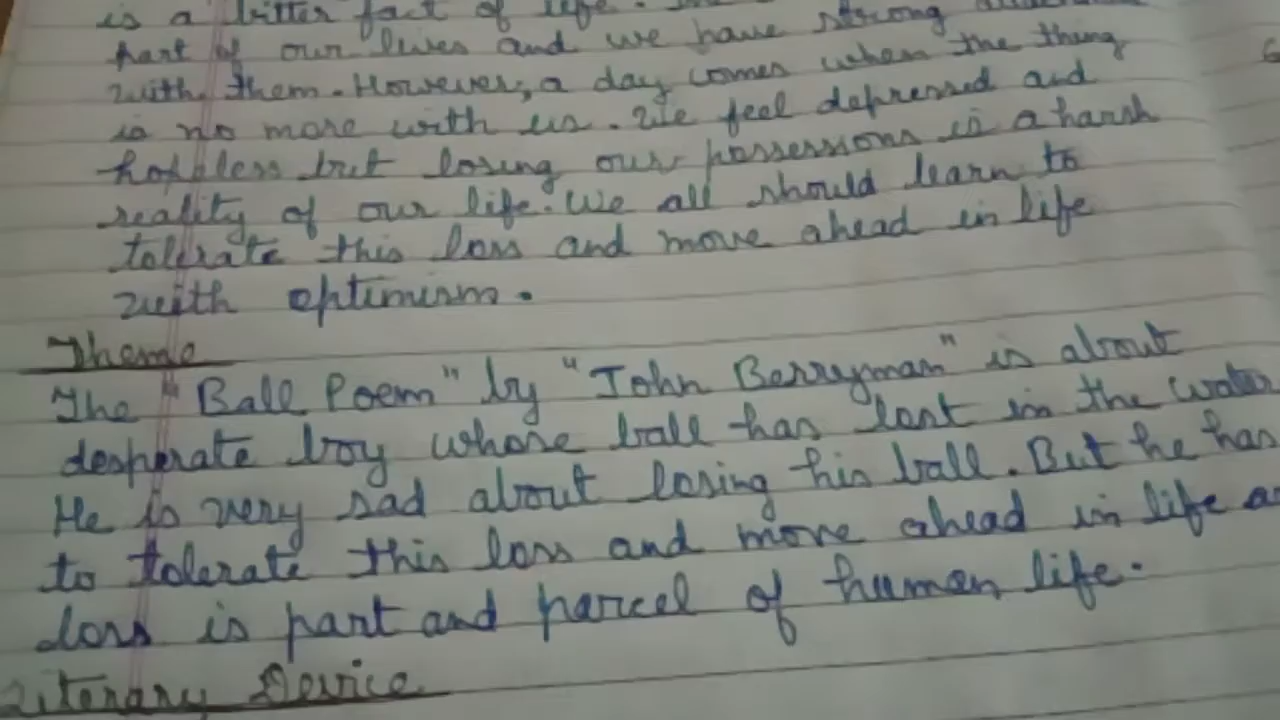 is a bitter fact of life.
part of our lives and we have strong
with them. However, a day comes when the thing
is no more with us. We feel depressed and
hopeless but losing our possessions is a harsh
reality of our life. We all should learn to
tolerate this loss and move ahead in life
with optimism.
Theme
The "Ball Poem" by "John Berryman" is about
desperate boy whose ball has lost in the water
He is very sad about losing his ball. But he has
to tolerate this loss and move ahead in life
loss is part and parcel of human life.
Literary Device